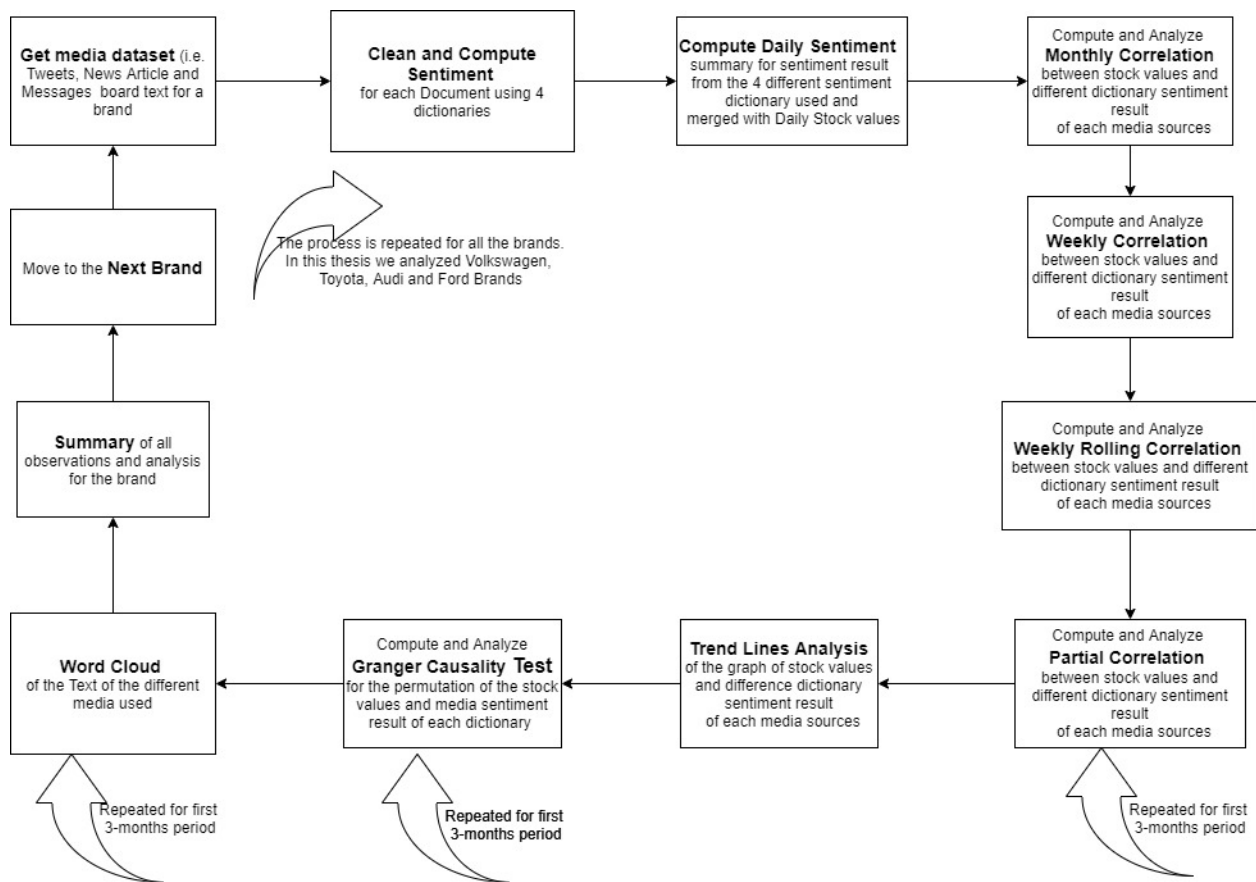 Get media dataset (i.e.
Tweets, News Article and
Messages board text for a
brand
Clean and Compute
Sentiment
for each Document using 4
dictionaries
Compute Daily Sentiment
summary for sentiment result
from the 4 different sentiment
dictionary used and
merged with Daily Stock values
Compute and Analyze
Monthly Correlation
between stock values and
different dictionary sentiment
result
of each media sources
Compute and Analyze
Weekly Correlation
between stock values and
different dictionary sentiment
result
of each media sources
Compute and Analyze
Weekly Rolling Correlation
between stock values and different
dictionary sentiment result
of each media sources
Compute and Analyze
Partial Correlation
between stock values and
different dictionary sentiment
result
of each media sources
Repeated for first
3-months period
Trend Lines Analysis
of the graph of stock values
and difference dictionary
sentiment result
of each media sources
Compute and Analyze
Granger Causality Test
for the permutation of the stock
values and media sentiment
result of each dictionary
Repeated for first
3-months period
Word Cloud
of the Text of the different
media used
Repeated for first
3-months period
Summary of all
observations and analysis
for the brand
Move to the Next Brand
The process is repeated for all the brands.
In this thesis we analyzed Volkswagen,
Toyota, Audi and Ford Brands